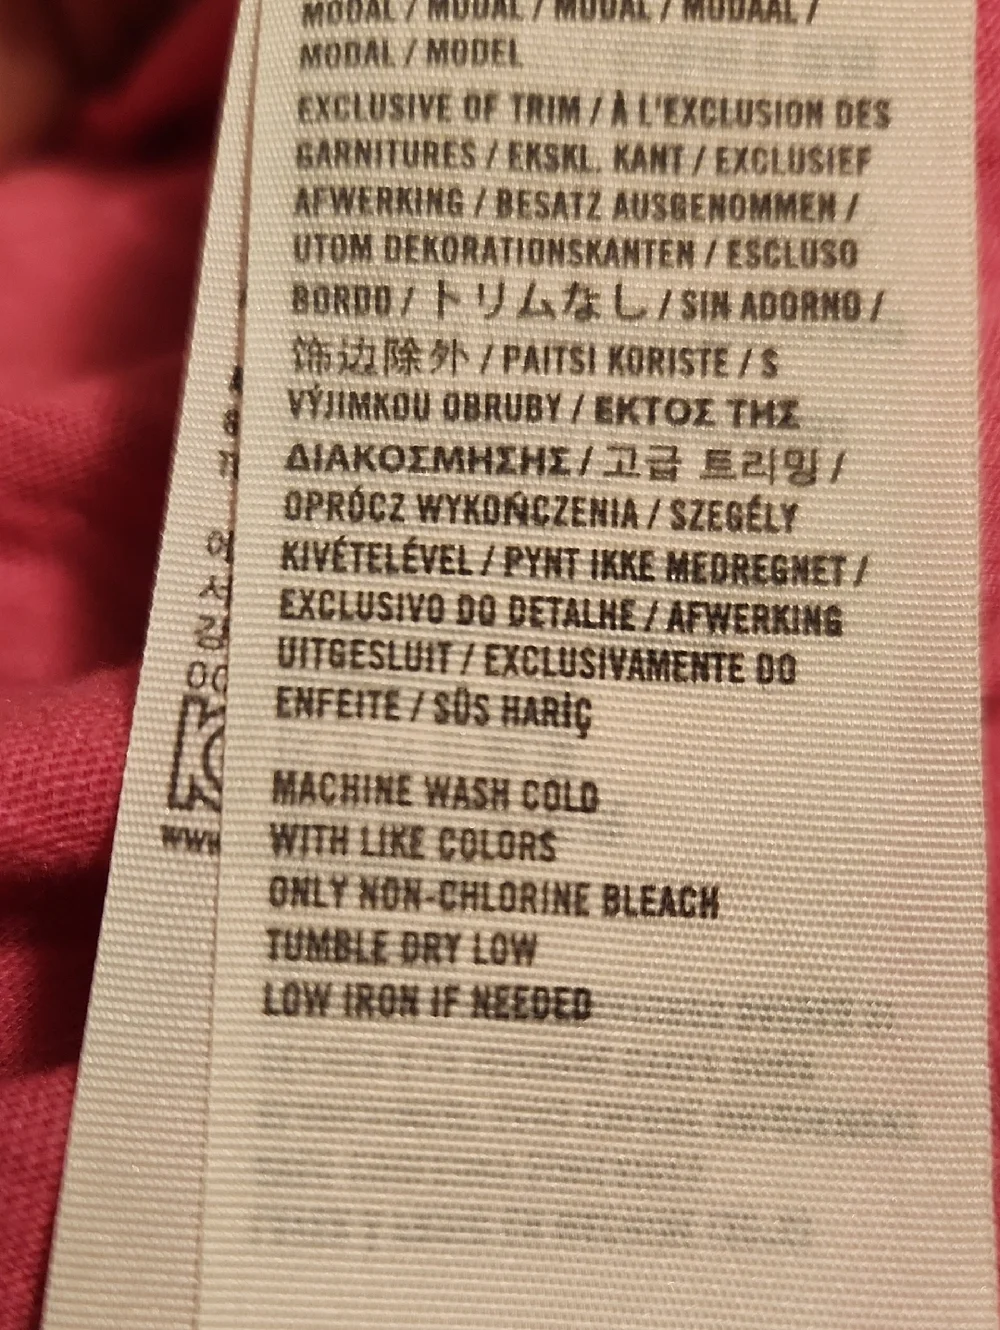 MODAL / MODAL / MODAL / MODAAL /
MODAL / MODEL
EXCLUSIVE OF TRIM / À L'EXCLUSION DES
GARNITURES / EKSKL. KANT / EXCLUSIEF
AFWERKING / BESATZ AUSGENOMMEN /
UTOM DEKORATIONSKANTEN / ESCLUSO
BORDO / トリムなし / SIN ADORNO /
饰边除外 / PAITSI KORISTE / S
VÝJIMKOU OBRUBY / ΕΚΤΟΣ ΤΗΣ
ΔΙΑΚΟΣΜΗΣΗΣ / 고급 트리밍 /
OPRÓCZ WYKOŃCZENIA / SZEGÉLY
KIVÉTELÉVEL / PYNT IKKE MEDREGNET /
EXCLUSIVO DO DETALHE / AFWERKING
UITGESLUIT / EXCLUSIVAMENTE DO
ENFEITE / SÜS HARİÇ
MACHINE WASH COLD
WITH LIKE COLORS
ONLY NON-CHLORINE BLEACH
TUMBLE DRY LOW
LOW IRON IF NEEDED